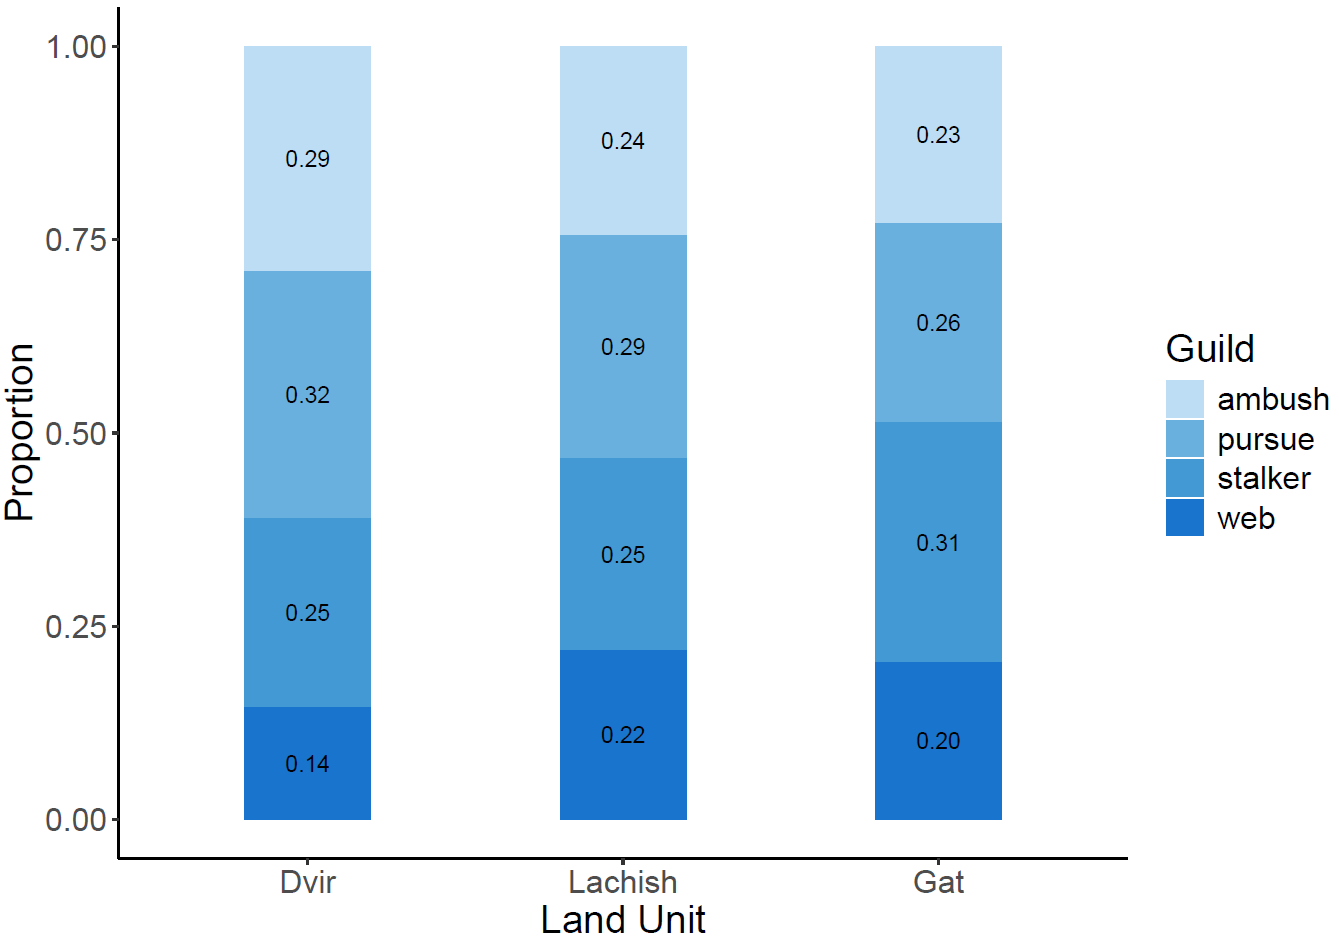 Proportion
1.00
0.75
0.50
0.25
0.00
0.29
0.32
0.25
0.14
0.24
0.29
0.25
0.22
0.23
0.26
0.31
0.20
Dvir
Lachish
Gat
Land Unit
Guild
ambush
pursue
stalker
web